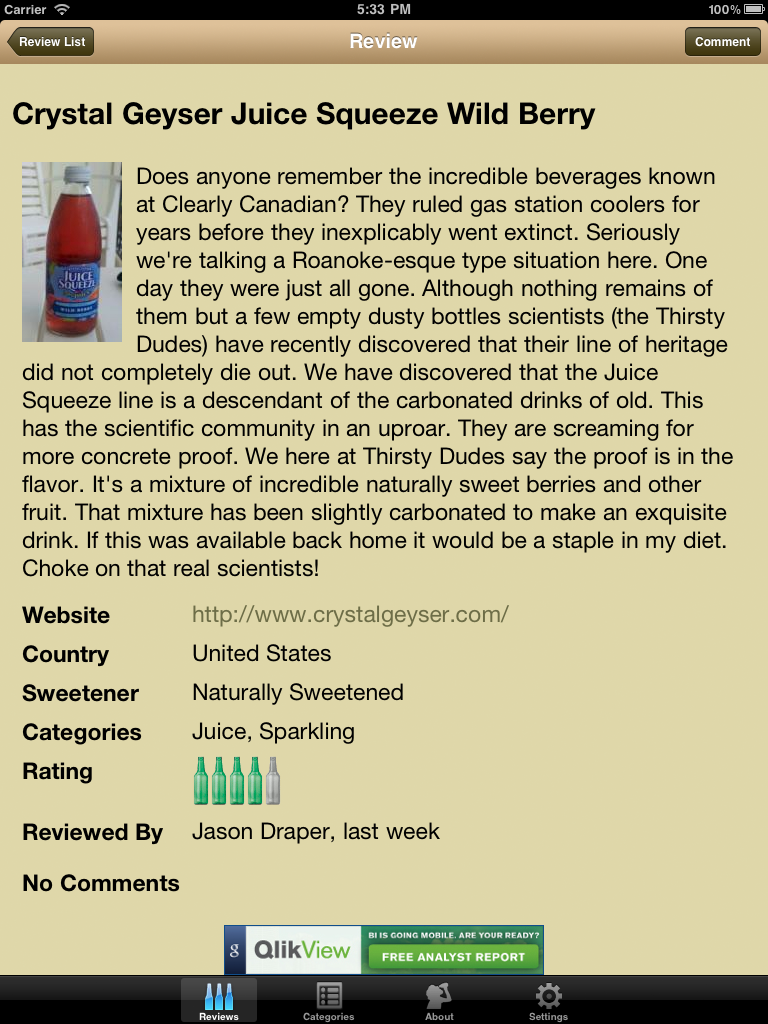 Carrier
5:33 PM
100%
Review List
Review
Comment
Crystal Geyser Juice Squeeze Wild Berry
Does anyone remember the incredible beverages known
at Clearly Canadian? They ruled gas station coolers for
years before they inexplicably went extinct. Seriously
we're talking a Roanoke-esque type situation here. One
day they were just all gone. Although nothing remains of
them but a few empty dusty bottles scientists (the Thirsty
Dudes) have recently discovered that their line of heritage
did not completely die out. We have discovered that the Juice
Squeeze line is a descendant of the carbonated drinks of old. This
has the scientific community in an uproar. They are screaming for
more concrete proof. We here at Thirsty Dudes say the proof is in the
flavor. It's a mixture of incredible naturally sweet berries and other
fruit. That mixture has been slightly carbonated to make an exquisite
drink. If this was available back home it would be a staple in my diet.
Choke on that real scientists!
JUICE
SQUEEZE
WILD BERRY
Website http://www.crystalgeyser.com/
Country United States
Sweetener Naturally Sweetened
Categories Juice, Sparkling
Rating
Reviewed By Jason Draper, last week
No Comments
g
QlikView
BI IS GOING MOBILE. ARE YOUR READY?
FREE ANALYST REPORT
Reviews
Categories
About
Settings